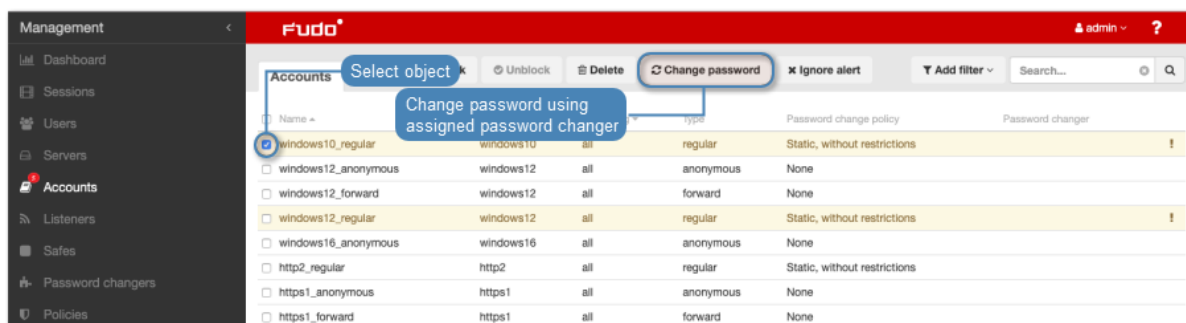 Management <
Fudo
admin
?
Dashboard
Sessions
Users
Servers
5
Accounts
Listeners
Safes
Password changers
Policies
Accounts
Select object
k
Unblock
Delete
Change password
Ignore alert
Add filter
Search...
Change password using
assigned password changer
Name
Type
Password change policy
Password changer
windows10_regular windows10 all regular Static, without restrictions !
windows12_anonymous windows12 all anonymous None
windows12_forward windows12 all forward None
windows12_regular windows12 all regular Static, without restrictions !
windows16_anonymous windows16 all anonymous None
http2_regular http2 all regular Static, without restrictions
https1_anonymous https1 all anonymous None
https1_forward https1 all forward None